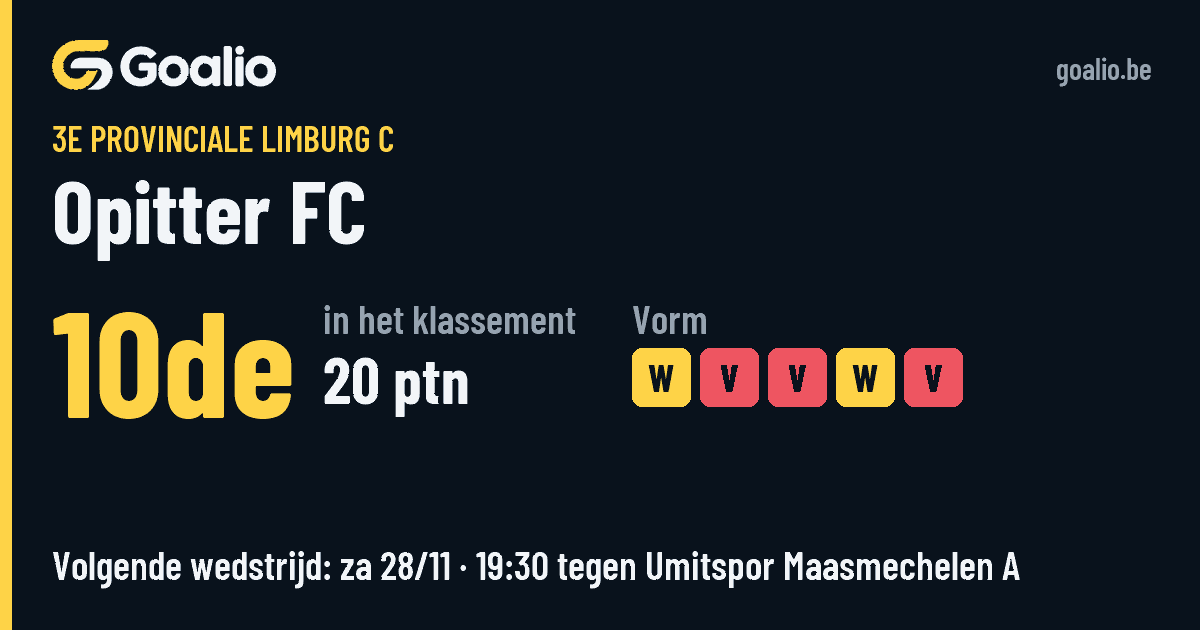 Goalio
goalio.be
3E PROVINCIALE LIMBURG C
Opitter FC
10de
in het klassement
20 ptn
Vorm
W V V W V
Volgende wedstrijd: za 28/11 · 19:30 tegen Umitspor Maasmechelen A